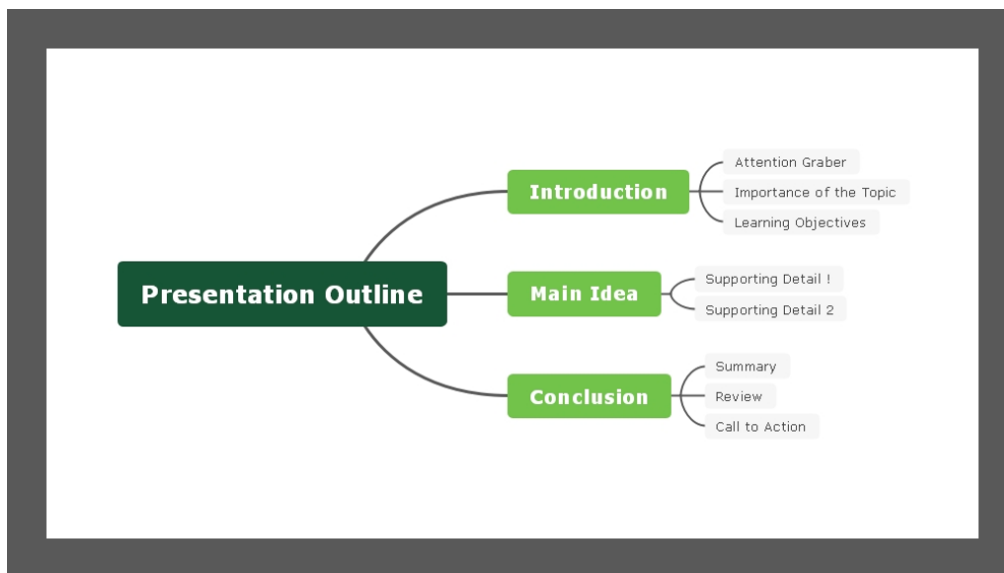 Presentation Outline
Introduction
Attention Graber
Importance of the Topic
Learning Objectives
Main Idea
Supporting Detail !
Supporting Detail 2
Conclusion
Summary
Review
Call to Action